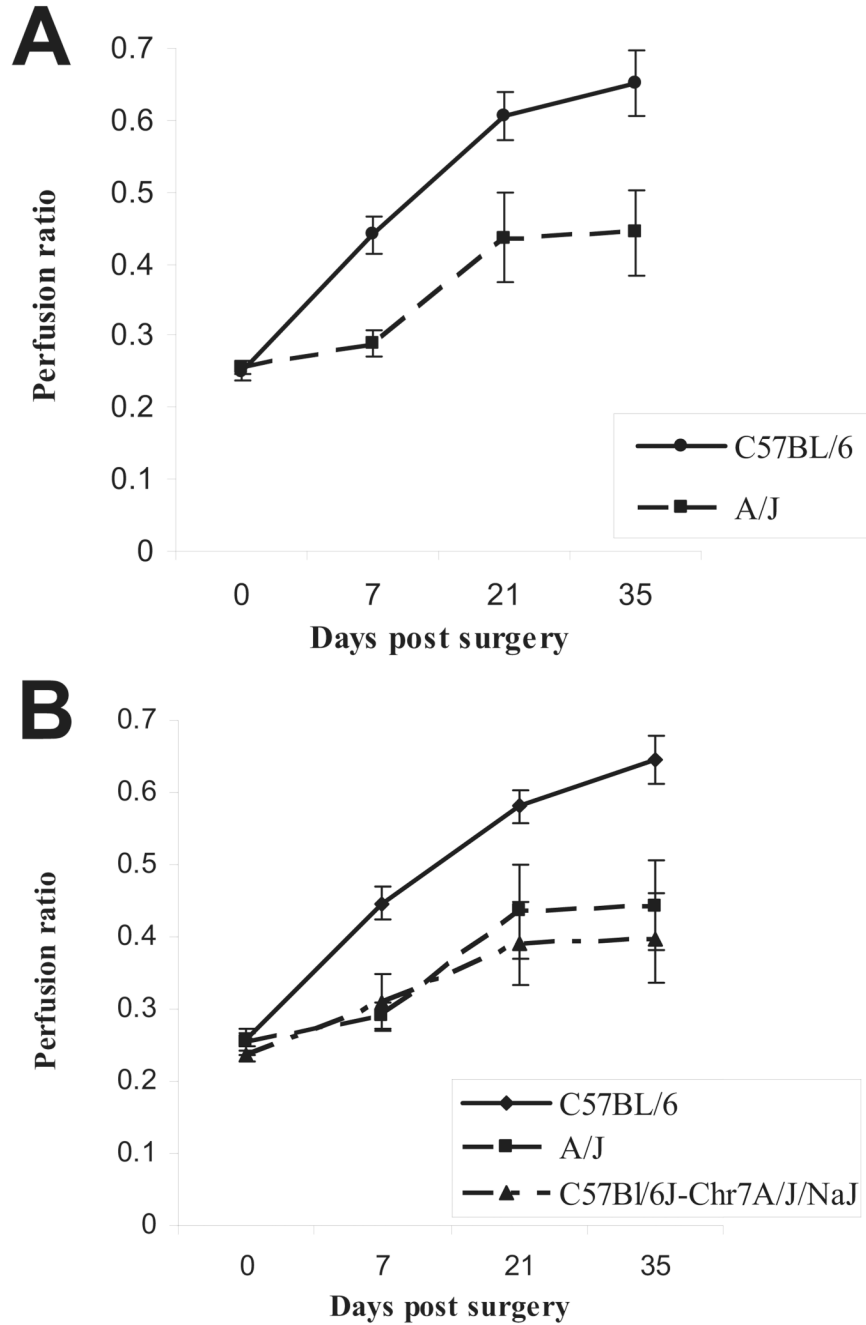 A
0.7
0.6
0.5
0.4
0.3
0.2
0.1
0
Perfusion ratio
C57BL/6
A/J
0 7 21 35
Days post surgery
B
0.7
0.6
0.5
0.4
0.3
0.2
0.1
0
Perfusion ratio
C57BL/6
A/J
C57Bl/6J-Chr7A/J/NaJ
0 7 21 35
Days post surgery